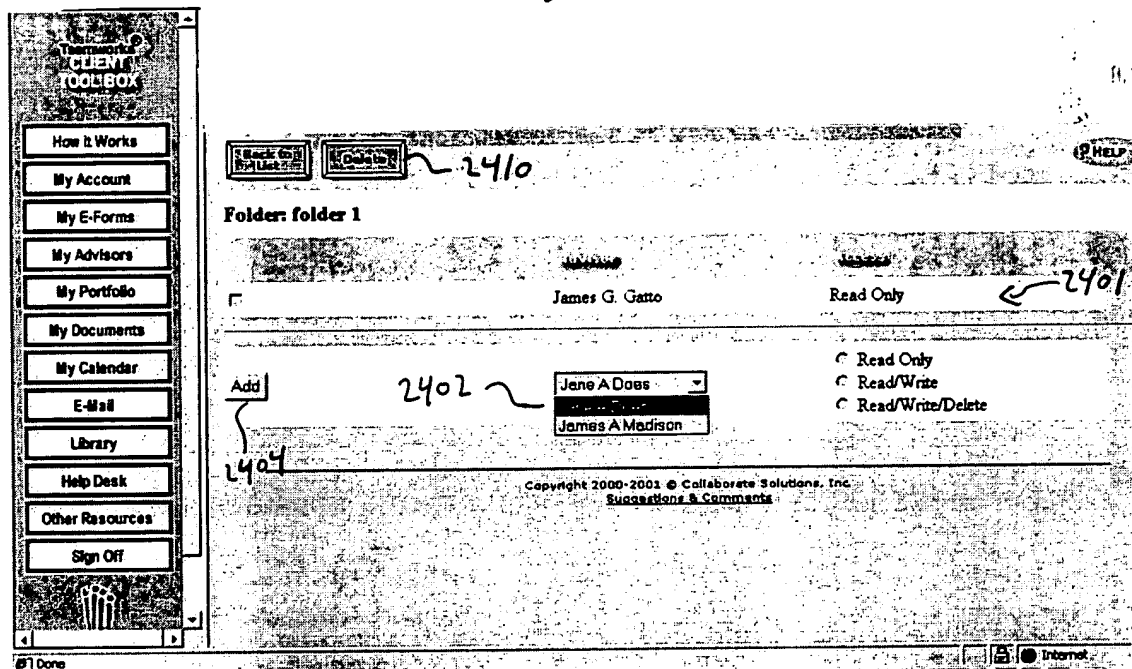 Teamworks
CLIENT
TOOLBOX
How It Works
My Account
My E-Forms
My Advisors
My Portfolio
My Documents
My Calendar
E-Mail
Library
Help Desk
Other Resources
Sign Off
Back to List
Delete
2410
HELP
Folder: folder 1
James G. Gatto
Read Only
2401
Add
2404
2402
Jane A Does
James A Madison
Read Only
Read/Write
Read/Write/Delete
Copyright 2000-2001 © Collaborate Solutions, Inc
Suggestions & Comments
Done
Internet